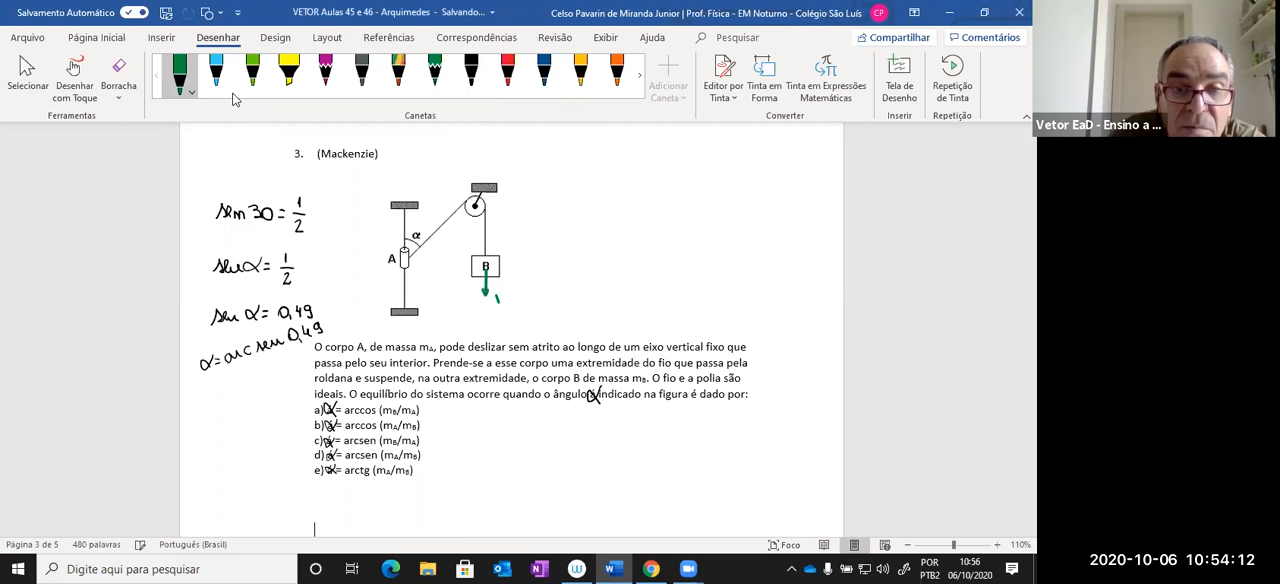 Salvamento Automático
VETOR Aulas 45 e 46 - Arquimedes - Salvando...
Celso Pavarin de Miranda Junior | Prof. Física - EM Noturno - Colégio São Luís
CP
Arquivo
Página Inicial
Inserir
Desenhar
Design
Layout
Referências
Correspondências
Revisão
Exibir
Ajuda
Pesquisar
Compartilhar
Comentários
Selecionar
Desenhar
com Toque
Borracha
Adicionar
Caneta
Editor por
Tinta
Tinta em
Forma
Tinta em Expressões
Matemáticas
Tela de
Desenho
Repetição
de Tinta
Ferramentas
Canetas
Converter
Inserir
Repetição
Vetor EaD - Ensino a ...
3. (Mackenzie)
sen 30 = 1/2
sen α = 1/2
sen α = 0,49
α = arc sen 0,49
α
A
B
O corpo A, de massa mA, pode deslizar sem atrito ao longo de um eixo vertical fixo que
passa pelo seu interior. Prende-se a esse corpo uma extremidade do fio que passa pela
roldana e suspende, na outra extremidade, o corpo B de massa mB. O fio e a polia são
ideais. O equilíbrio do sistema ocorre quando o ângulo α indicado na figura é dado por:
a) α = arccos (mB/mA)
b) α = arccos (mA/mB)
c) α = arcsen (mB/mA)
d) α = arcsen (mA/mB)
e) α = arctg (mA/mB)
Página 3 de 5
480 palavras
Português (Brasil)
Foco
110%
Digite aqui para pesquisar
POR
PTB2
10:56
06/10/2020
2020-10-06 10:54:12